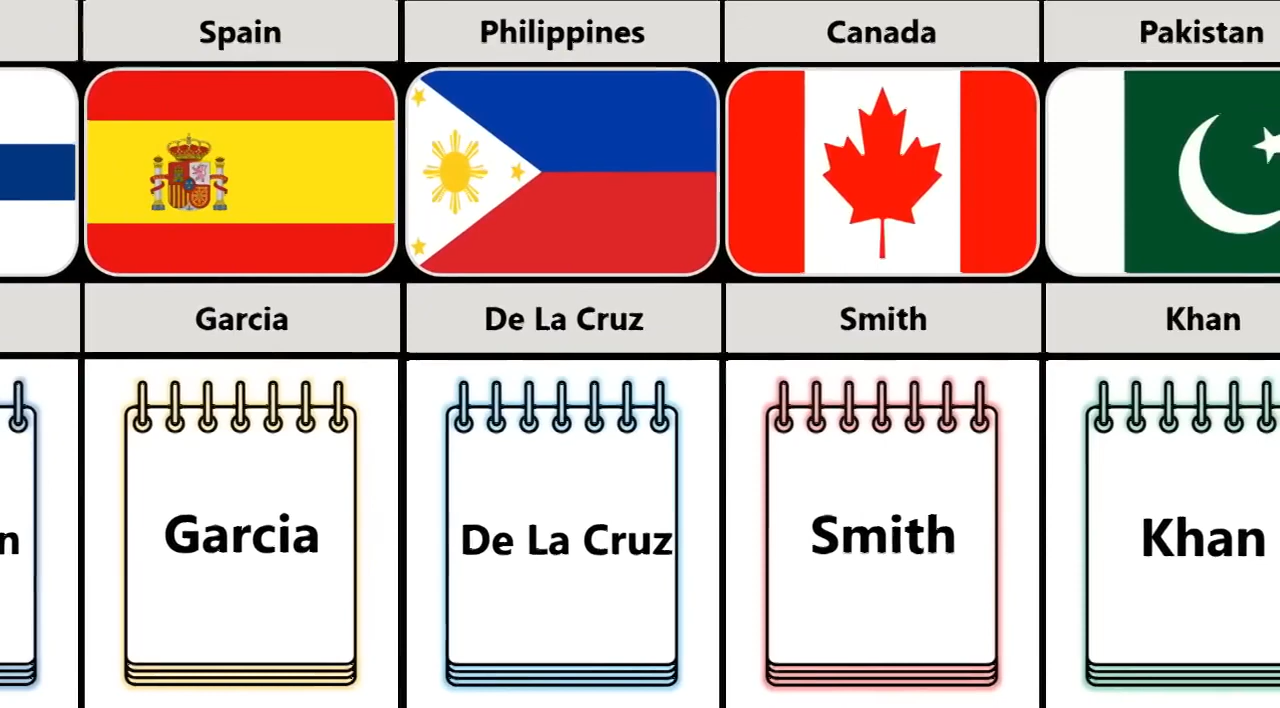 Spain
Philippines
Canada
Pakistan
Garcia
De La Cruz
Smith
Khan
Garcia
De La Cruz
Smith
Khan